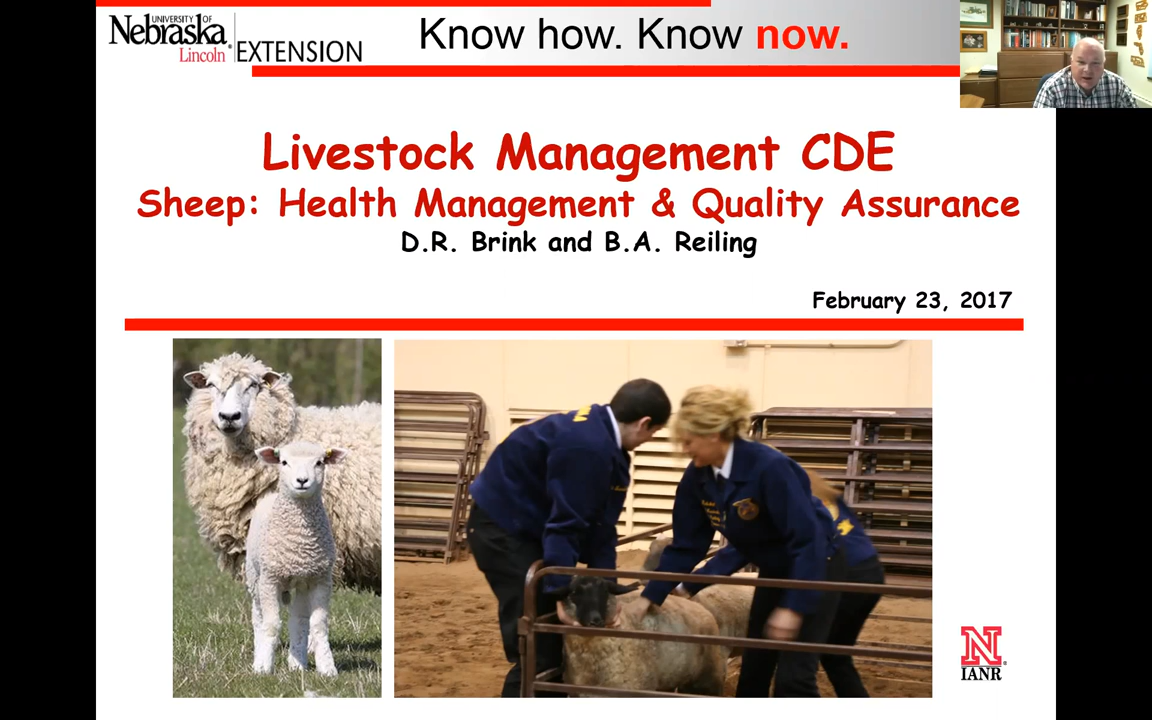 UNIVERSITY OF
Nebraska
Lincoln
EXTENSION
Know how. Know now.
Livestock Management CDE
Sheep: Health Management & Quality Assurance
D.R. Brink and B.A. Reiling
February 23, 2017
N
IANR